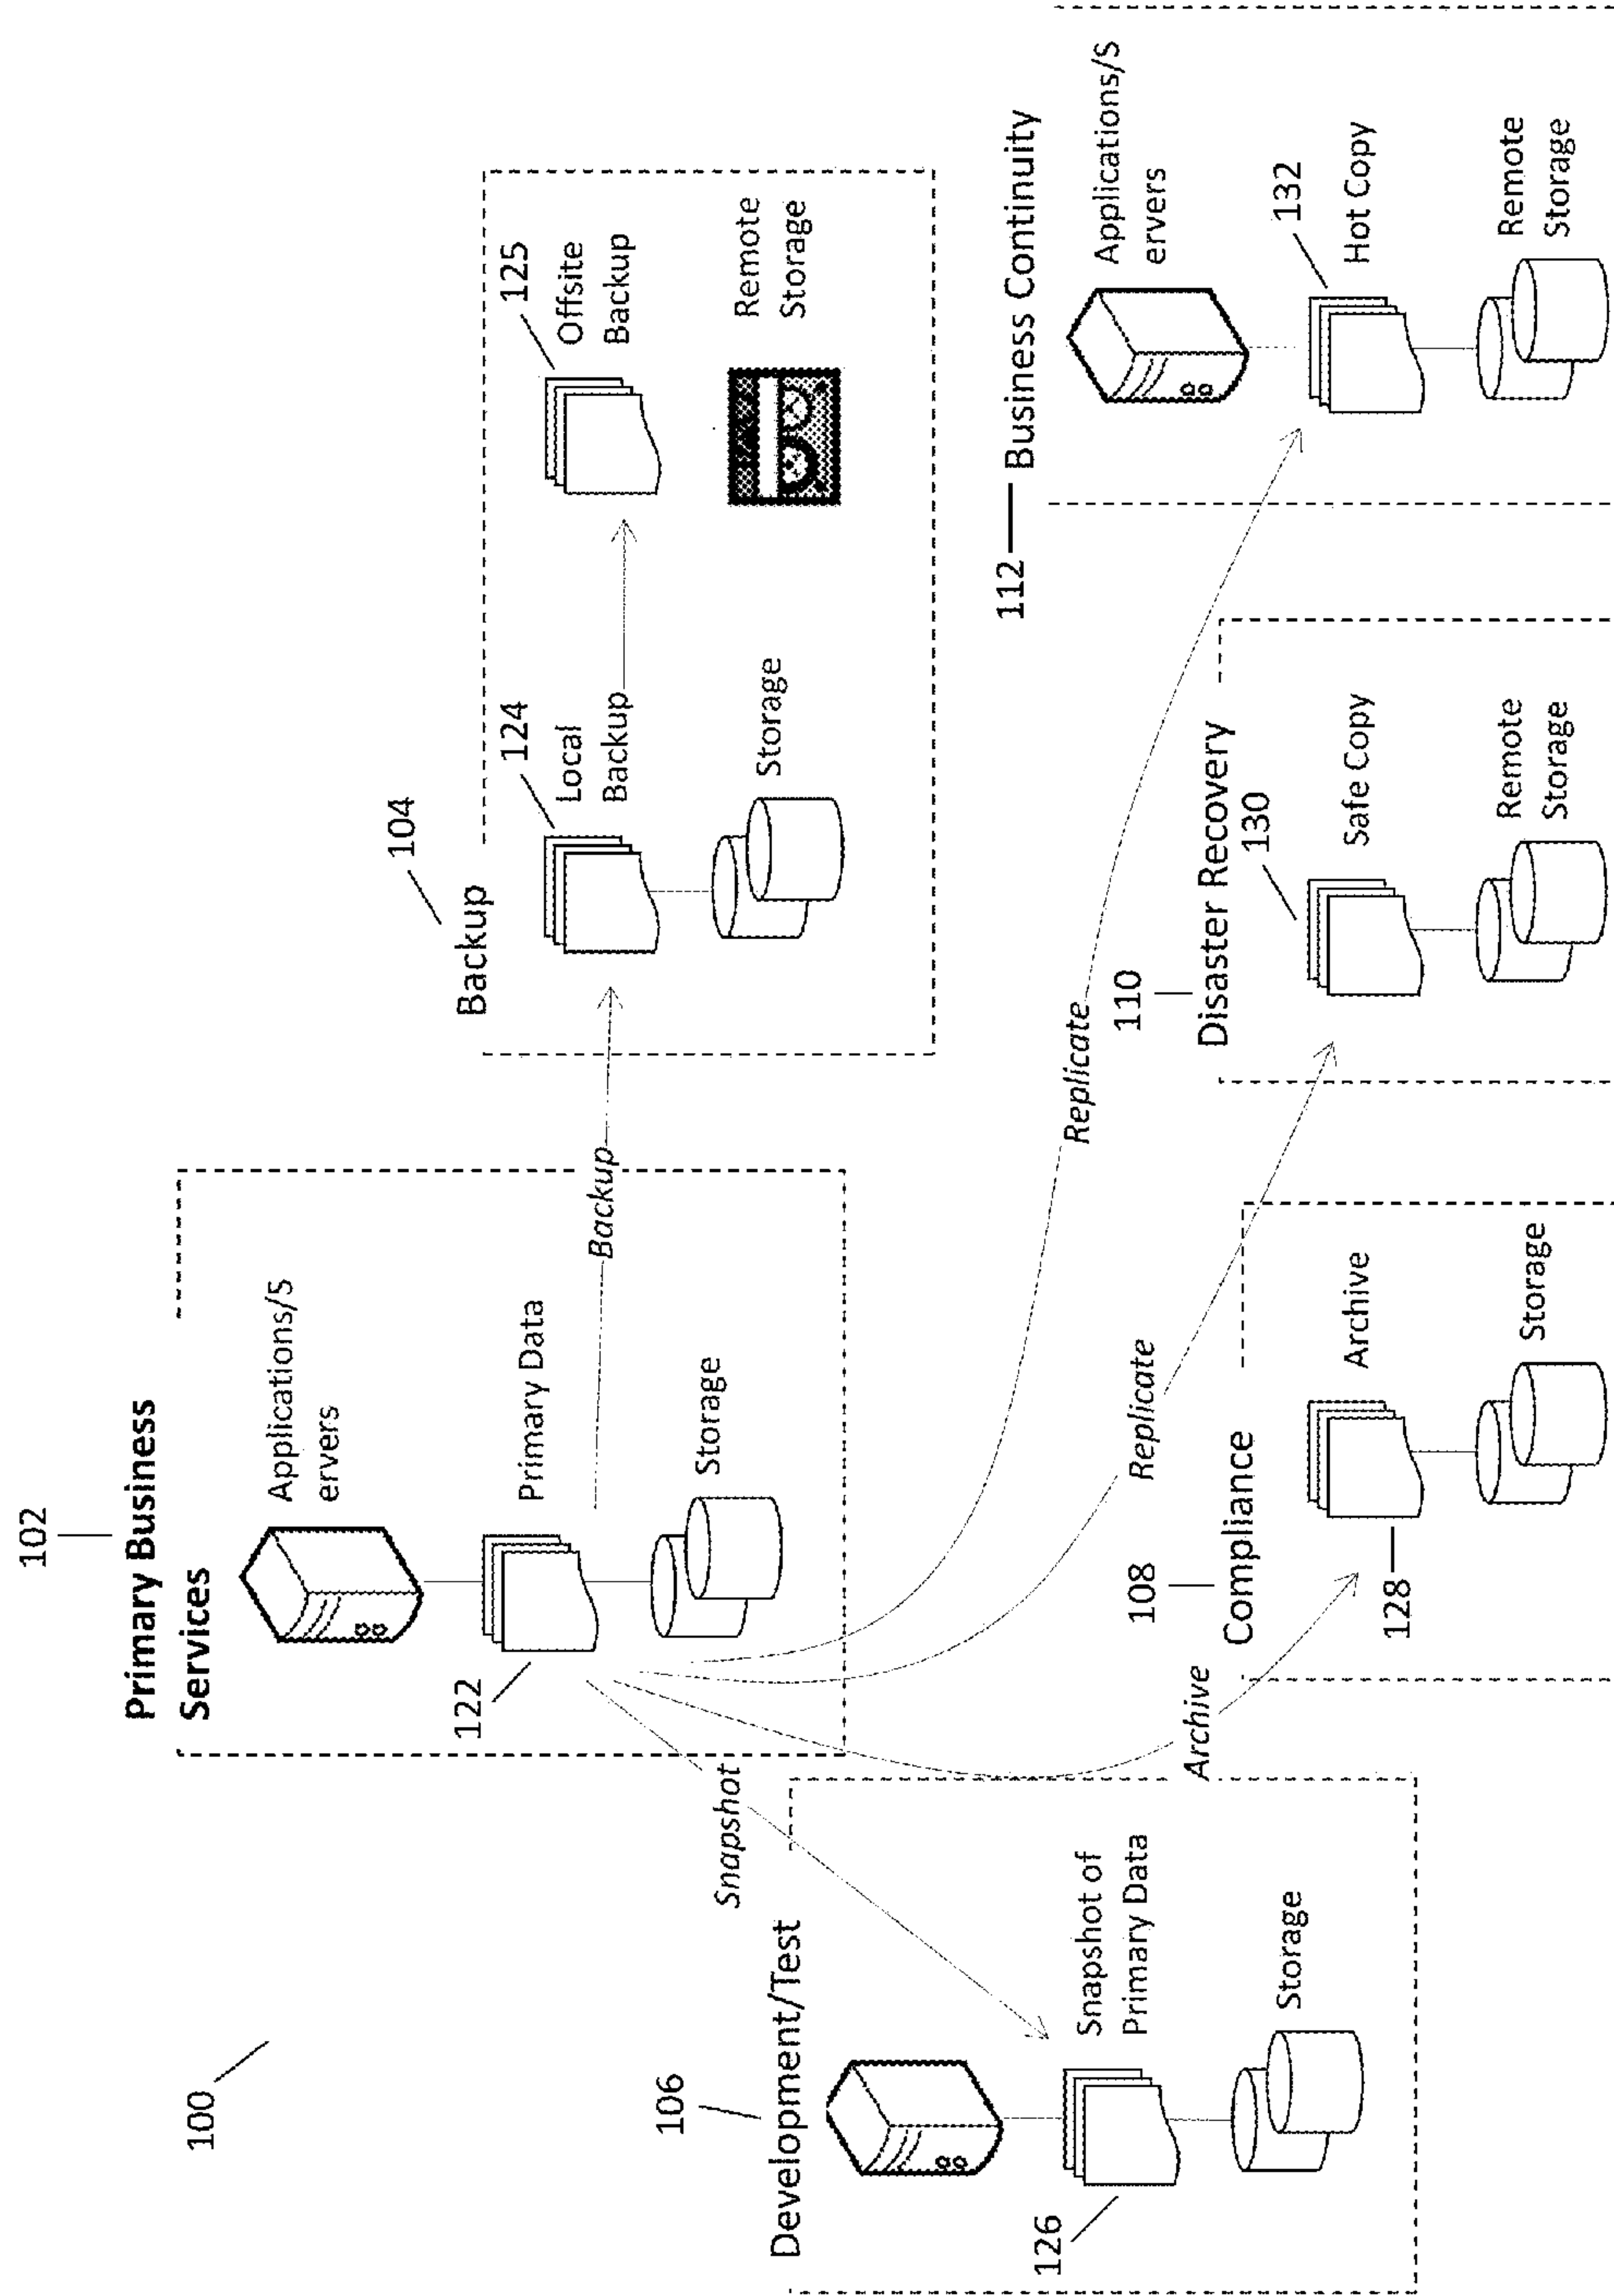 100
102
Primary Business
Services
Applications/S
ervers
122
Primary Data
Storage
Backup
104
Backup
124
Local
Backup
Storage
125
Offsite
Backup
Remote
Storage
Snapshot
106
Development/Test
126
Snapshot of
Primary Data
Storage
Archive
108
Compliance
128
Archive
Storage
Replicate
110
Disaster Recovery
130
Safe Copy
Remote
Storage
Replicate
112
Business Continuity
Applications/S
ervers
132
Hot Copy
Remote
Storage